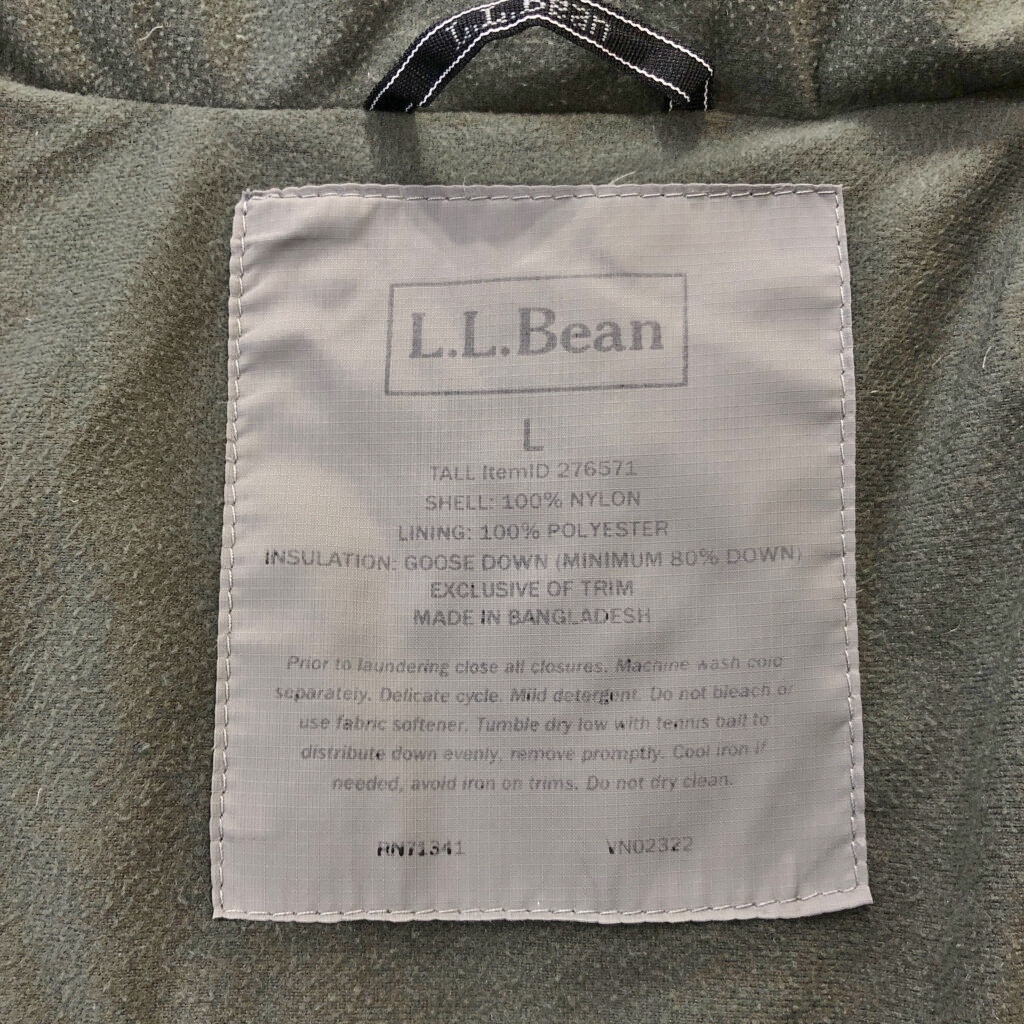 L.L.Bean
L.L.Bean
L
TALL ItemID 276571
SHELL: 100% NYLON
LINING: 100% POLYESTER
INSULATION: GOOSE DOWN (MINIMUM 80% DOWN)
EXCLUSIVE OF TRIM
MADE IN BANGLADESH
Prior to laundering close all closures. Machine wash cold
separately. Delicate cycle. Mild detergent. Do not bleach or
use fabric softener. Tumble dry low with tennis ball to
distribute down evenly, remove promptly. Cool iron if
needed, avoid iron on trims. Do not dry clean.
RN71341 VN02322